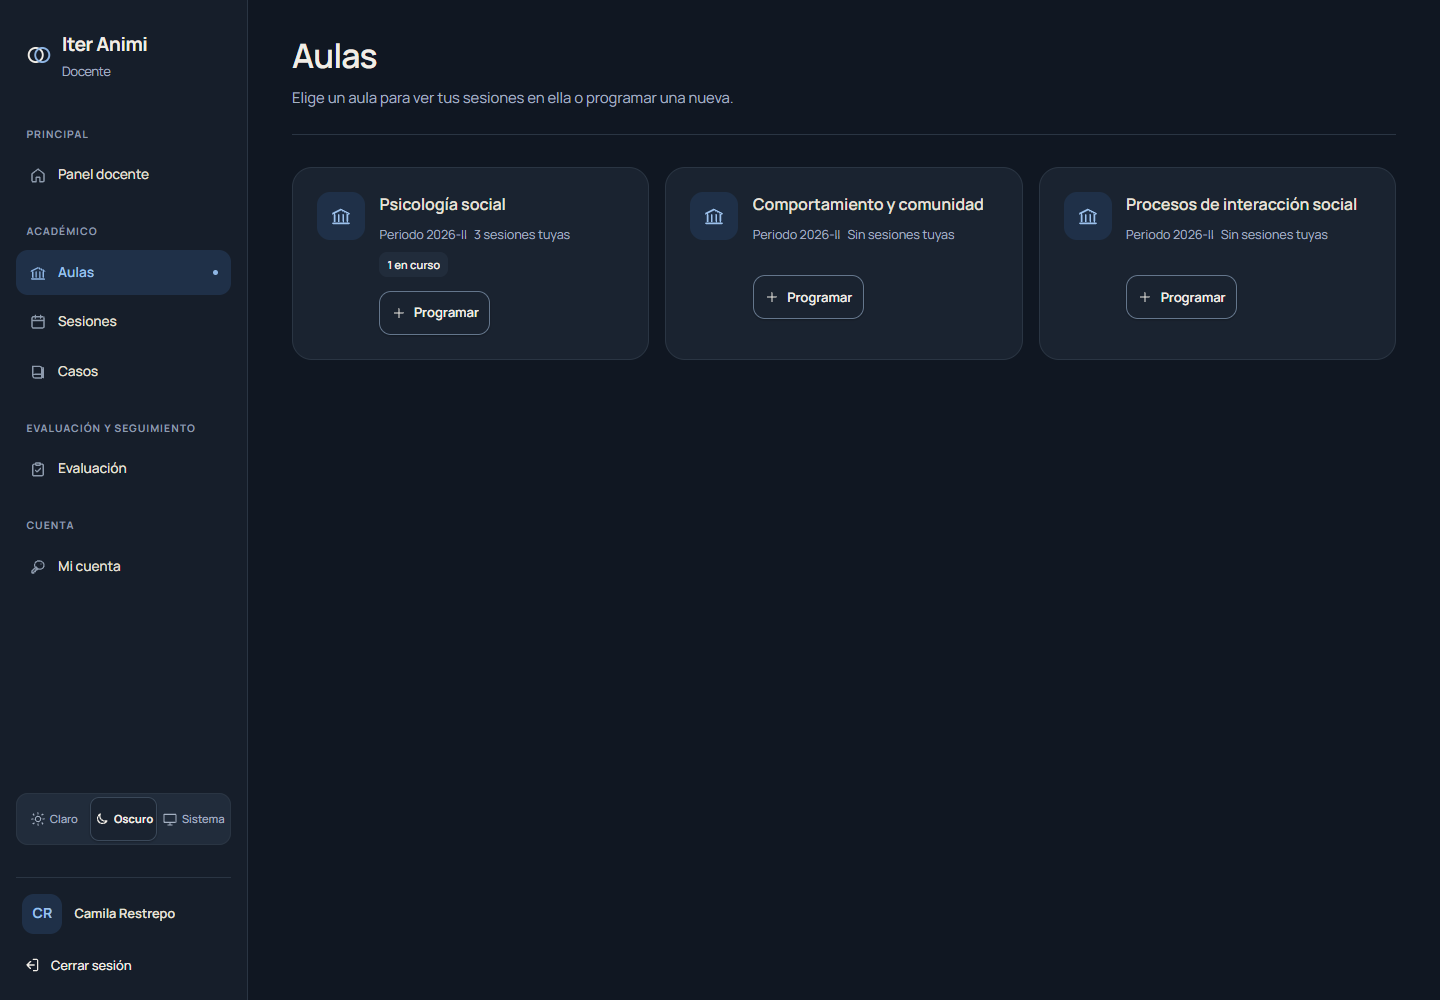 Iter Animi
Docente
PRINCIPAL
Panel docente
ACADÉMICO
Aulas
Sesiones
Casos
EVALUACIÓN Y SEGUIMIENTO
Evaluación
CUENTA
Mi cuenta
Claro
Oscuro
Sistema
CR
Camila Restrepo
Cerrar sesión
Aulas
Elige un aula para ver tus sesiones en ella o programar una nueva.
Psicología social
Periodo 2026-II 3 sesiones tuyas
1 en curso
Programar
Comportamiento y comunidad
Periodo 2026-II Sin sesiones tuyas
Programar
Procesos de interacción social
Periodo 2026-II Sin sesiones tuyas
Programar